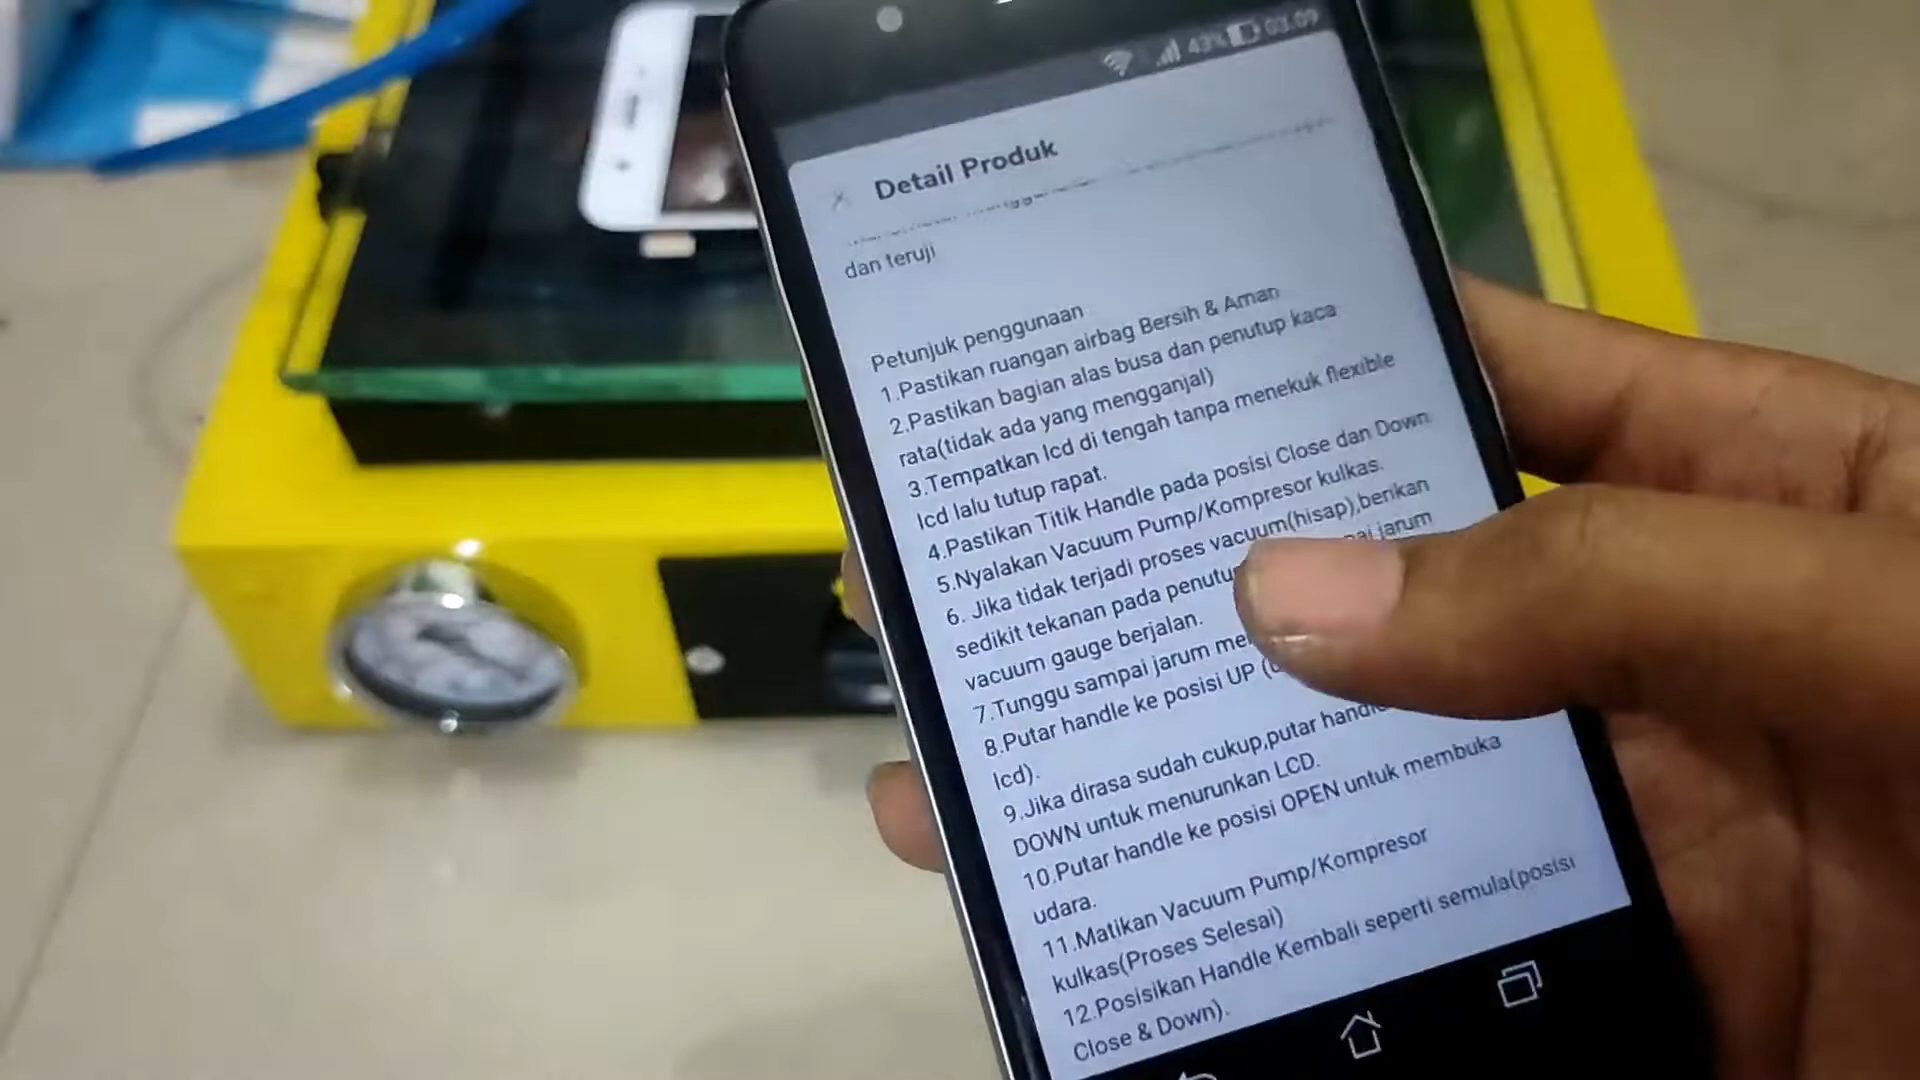 43% 03.09
Detail Produk
dan teruji
Petunjuk penggunaan
1.Pastikan ruangan airbag Bersih & Aman
2.Pastikan bagian alas busa dan penutup kaca
rata(tidak ada yang mengganjal)
3.Tempatkan lcd di tengah tanpa menekuk flexible
lcd lalu tutup rapat.
4.Pastikan Titik Handle pada posisi Close dan Down.
5.Nyalakan Vacuum Pump/Kompresor kulkas.
6. Jika tidak terjadi proses vacuum(hisap),berikan
sedikit tekanan pada jarum
vacuum gauge berjalan.
7.Tunggu sampai jarum
8.Putar handle ke posisi UP
lcd).
9.Jika dirasa sudah cukup,putar
DOWN untuk menurunkan LCD.
10.Putar handle ke posisi OPEN untuk membuka
udara.
11.Matikan Vacuum Pump/Kompresor
kulkas(Proses Selesai)
12.Posisikan Handle Kembali seperti semula(posisi
Close & Down).